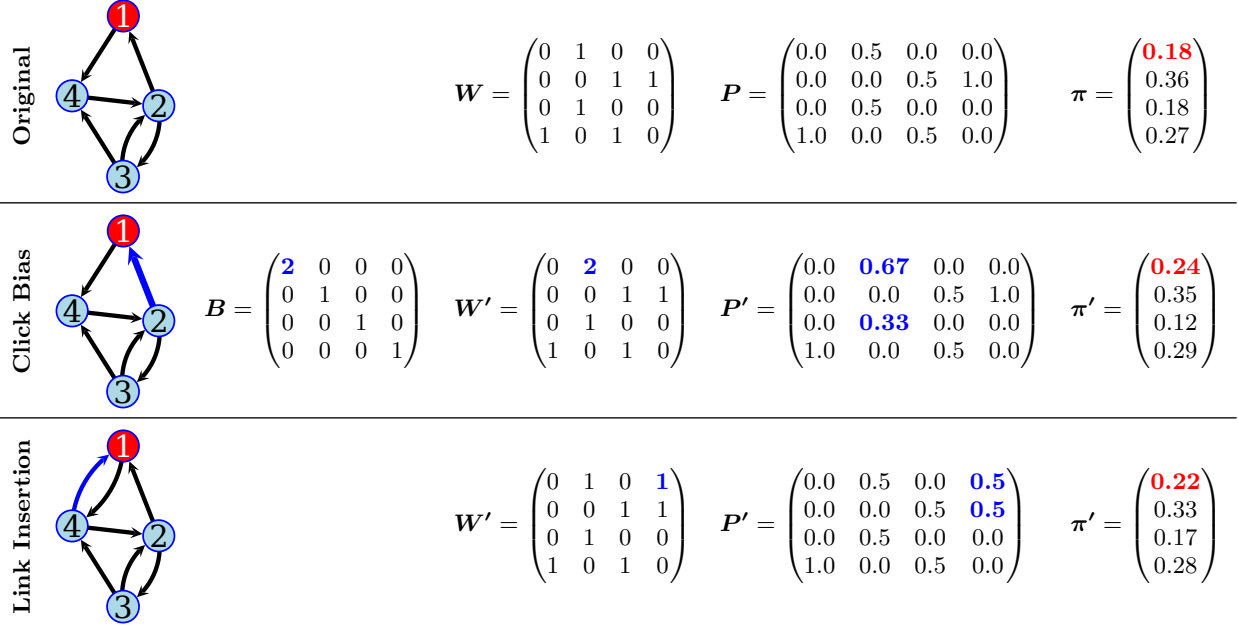 Original
1
4
2
3
W = (0 1 0 0
0 0 1 1
0 1 0 0
1 0 1 0)
P = (0.0 0.5 0.0 0.0
0.0 0.0 0.5 1.0
0.0 0.5 0.0 0.0
1.0 0.0 0.5 0.0)
π = (0.18
0.36
0.18
0.27)
Click Bias
1
4
2
3
B = (2 0 0 0
0 1 0 0
0 0 1 0
0 0 0 1)
W′ = (0 2 0 0
0 0 1 1
0 1 0 0
1 0 1 0)
P′ = (0.0 0.67 0.0 0.0
0.0 0.0 0.5 1.0
0.0 0.33 0.0 0.0
1.0 0.0 0.5 0.0)
π′ = (0.24
0.35
0.12
0.29)
Link Insertion
1
4
2
3
W′ = (0 1 0 1
0 0 1 1
0 1 0 0
1 0 1 0)
P′ = (0.0 0.5 0.0 0.5
0.0 0.0 0.5 0.5
0.0 0.5 0.0 0.0
1.0 0.0 0.5 0.0)
π′ = (0.22
0.33
0.17
0.28)